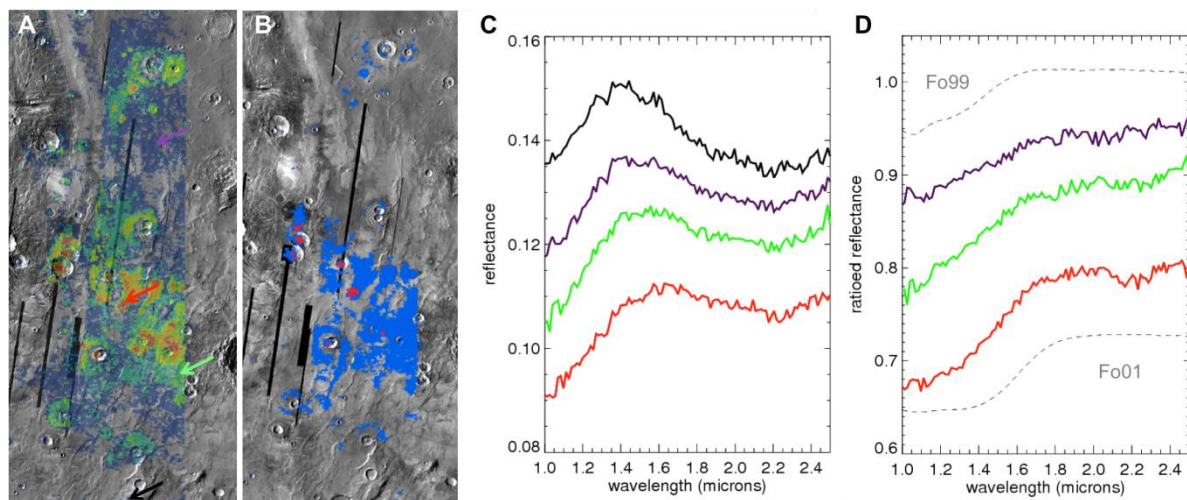 A
B
C
0.16
0.14
0.12
0.10
0.08
reflectance
1.0 1.2 1.4 1.6 1.8 2.0 2.2 2.4
wavelength (microns)
D
1.0
0.9
0.8
0.7
0.6
ratioed reflectance
Fo99
Fo01
1.0 1.2 1.4 1.6 1.8 2.0 2.2 2.4
wavelength (microns)